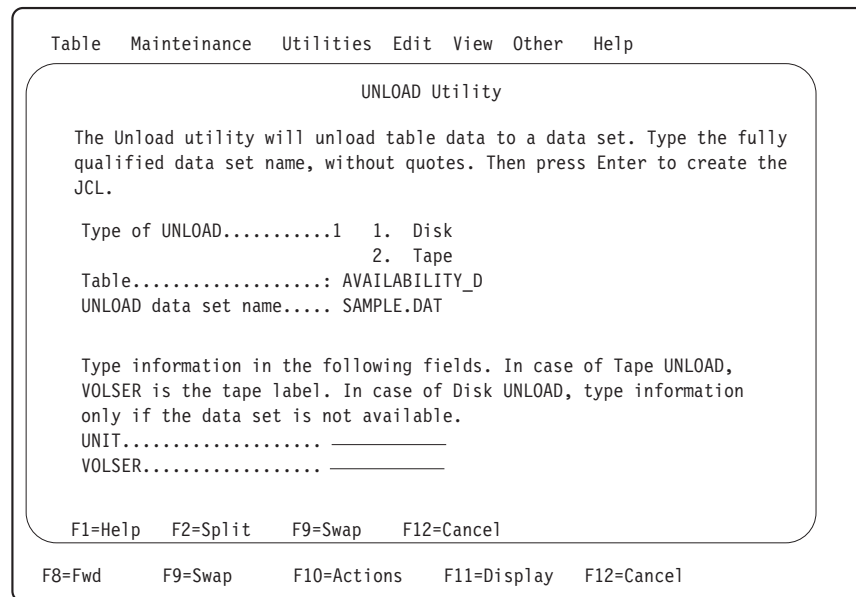 Table   Mainteinance   Utilities  Edit  View  Other   Help
UNLOAD Utility
The Unload utility will unload table data to a data set. Type the fully
qualified data set name, without quotes. Then press Enter to create the
JCL.
Type of UNLOAD...........1   1.  Disk
2.  Tape
Table...................: AVAILABILITY_D
UNLOAD data set name..... SAMPLE.DAT
Type information in the following fields. In case of Tape UNLOAD,
VOLSER is the tape label. In case of Disk UNLOAD, type information
only if the data set is not available.
UNIT....................
VOLSER..................
F1=Help   F2=Split    F9=Swap    F12=Cancel
F8=Fwd      F9=Swap      F10=Actions    F11=Display   F12=Cancel